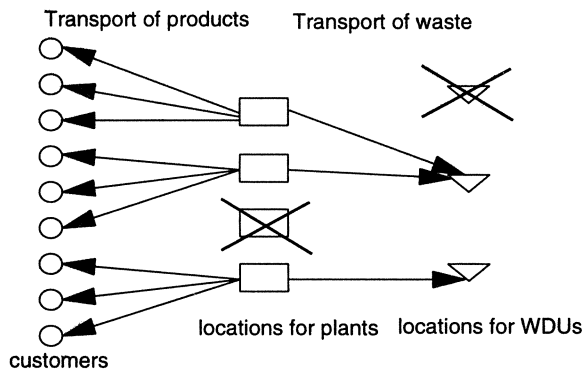 Transport of products
Transport of waste
locations for plants
locations for WDUs
customers